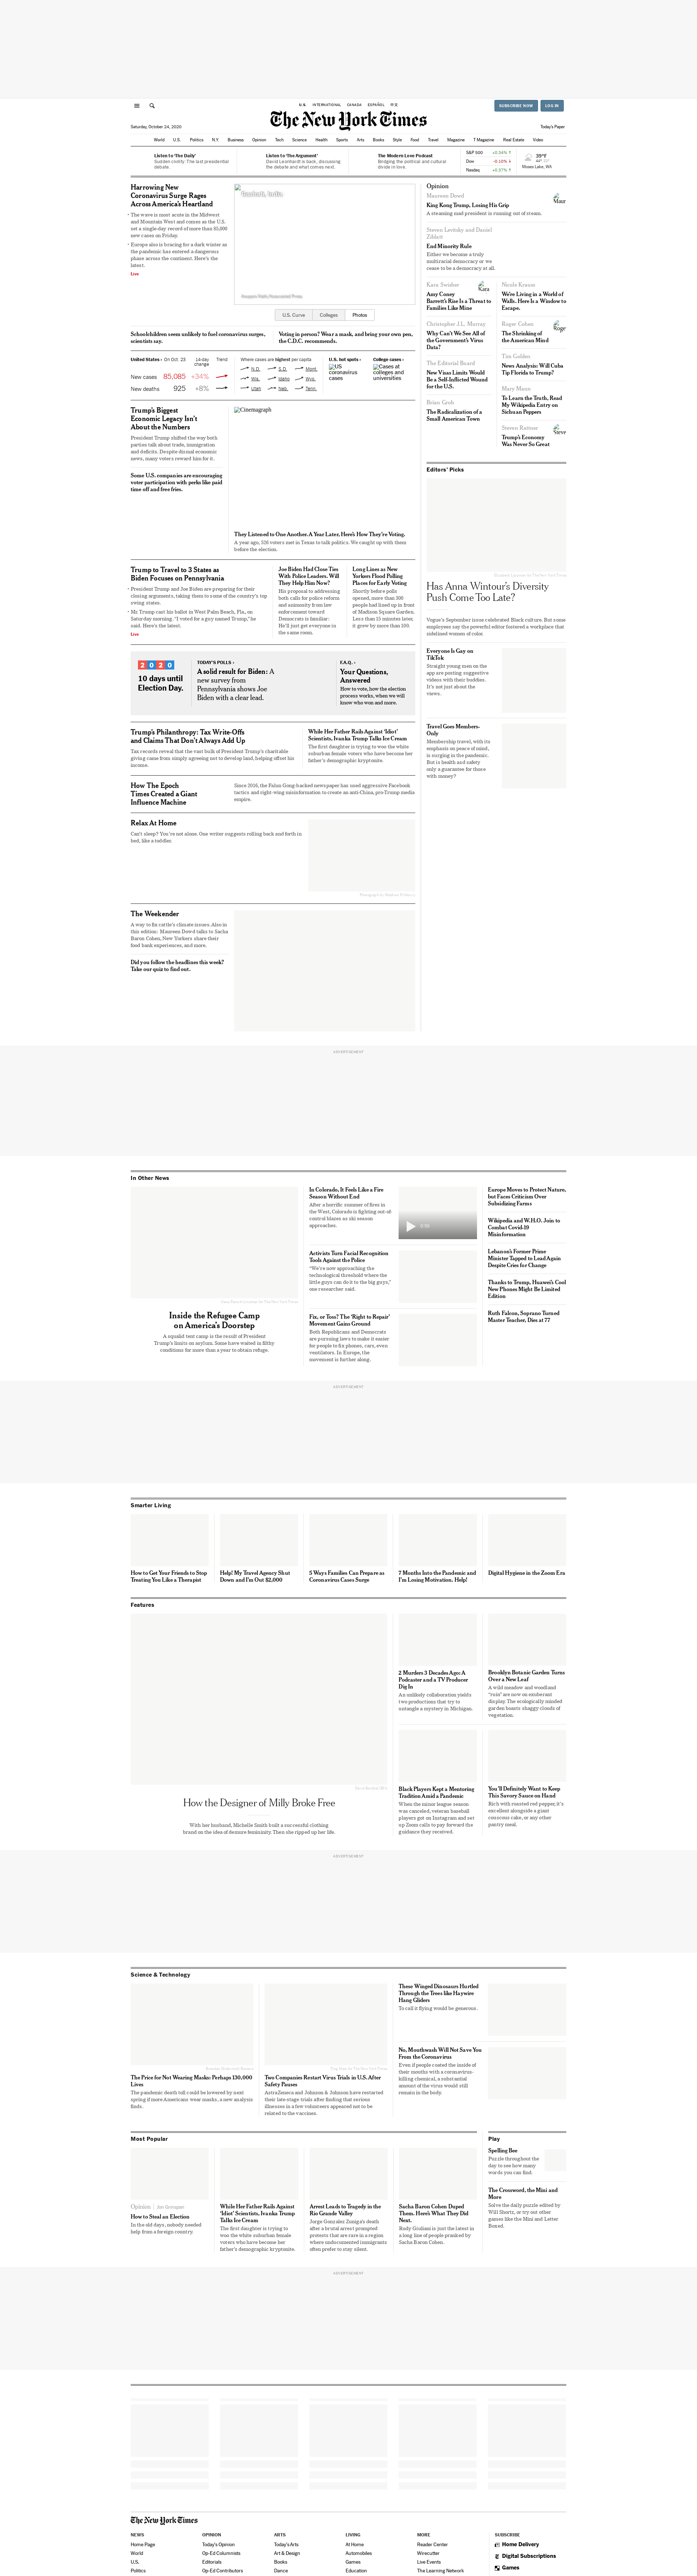 U.S.
INTERNATIONAL
CANADA
ESPAÑOL
中文
SUBSCRIBE NOW
LOG IN
The New York Times
Saturday, October 24, 2020
Today's Paper
World
U.S.
Politics
N.Y.
Business
Opinion
Tech
Science
Health
Sports
Arts
Books
Style
Food
Travel
Magazine
T Magazine
Real Estate
Video
Listen to 'The Daily'
Sudden civility: The last presidential
debate.
Listen to 'The Argument'
David Leonhardt is back, discussing
the debate and what comes next.
The Modern Love Podcast
Bridging the political and cultural
divide in love.
S&P 500 +0.34% ↑
Dow -0.10% ↓
Nasdaq +0.37% ↑
39°F
Moses Lake, WA
Harrowing New
Coronavirus Surge Rages
Across America's Heartland
• The wave is most acute in the Midwest
and Mountain West and comes as the U.S.
set a single-day record of more than 85,000
new cases on Friday.
• Europe also is bracing for a dark winter as
the pandemic has entered a dangerous
phase across the continent. Here's the
latest.
Live
Guwahati, India.
Anupam Nath/Associated Press
U.S. Curve
Colleges
Photos
Schoolchildren seem unlikely to fuel coronavirus surges,
scientists say.
Voting in person? Wear a mask, and bring your own pen,
the C.D.C. recommends.
United States › On Oct. 23 14-day change Trend
New cases 85,085 +34%
New deaths 925 +8%
Where cases are highest per capita
N.D.
S.D.
Mont.
Wis.
Idaho
Wyo.
Utah
Neb.
Tenn.
U.S. hot spots ›
US coronavirus cases
College cases ›
Cases at colleges and universities
Trump's Biggest
Economic Legacy Isn't
About the Numbers
President Trump shifted the way both
parties talk about trade, immigration
and deficits. Despite dismal economic
news, many voters reward him for it.
Some U.S. companies are encouraging
voter participation with perks like paid
time off and free fries.
Cinemagraph
They Listened to One Another. A Year Later, Here's How They're Voting.
A year ago, 526 voters met in Texas to talk politics. We caught up with them
before the election.
Trump to Travel to 3 States as
Biden Focuses on Pennsylvania
• President Trump and Joe Biden are preparing for their
closing arguments, taking them to some of the country's top
swing states.
• Mr. Trump cast his ballot in West Palm Beach, Fla., on
Saturday morning. "I voted for a guy named Trump," he
said. Here's the latest.
Live
Joe Biden Had Close Ties
With Police Leaders. Will
They Help Him Now?
His proposal to addressing
both calls for police reform
and animosity from law
enforcement toward
Democrats is familiar:
He'll just get everyone in
the same room.
Long Lines as New
Yorkers Flood Polling
Places for Early Voting
Shortly before polls
opened, more than 100
people had lined up in front
of Madison Square Garden.
Less than 15 minutes later,
it grew by more than 100.
2020
10 days until
Election Day.
TODAY'S POLLS ›
A solid result for Biden: A
new survey from
Pennsylvania shows Joe
Biden with a clear lead.
F.A.Q. ›
Your Questions,
Answered
How to vote, how the election
process works, when we will
know who won and more.
Trump's Philanthropy: Tax Write-Offs
and Claims That Don't Always Add Up
Tax records reveal that the vast bulk of President Trump's charitable
giving came from simply agreeing not to develop land, helping offset his
income.
While Her Father Rails Against 'Idiot'
Scientists, Ivanka Trump Talks Ice Cream
The first daughter is trying to woo the white
suburban female voters who have become her
father's demographic kryptonite.
How The Epoch
Times Created a Giant
Influence Machine
Since 2016, the Falun Gong-backed newspaper has used aggressive Facebook
tactics and right-wing misinformation to create an anti-China, pro-Trump media
empire.
Relax At Home
Can't sleep? You're not alone. One writer suggests rolling back and forth in
bed, like a toddler.
The Weekender
A way to fix cattle's climate issues. Also in
this edition: Maureen Dowd talks to Sacha
Baron Cohen, New Yorkers share their
food bank experiences, and more.
Did you follow the headlines this week?
Take our quiz to find out.
Opinion
Maureen Dowd
King Kong Trump, Losing His Grip
A steaming mad president is running out of steam.
Steven Levitsky and Daniel
Ziblatt
End Minority Rule
Either we become a truly
multiracial democracy or we
cease to be a democracy at all.
Kara Swisher
Amy Coney
Barrett's Rise Is a Threat to
Families Like Mine
Nicole Krauss
We're Living in a World of
Walls. Here Is a Window to
Escape.
Christopher J.L. Murray
Why Can't We See All of
the Government's Virus
Data?
Roger Cohen
The Shrinking of
the American Mind
The Editorial Board
New Visas Limits Would
Be a Self-Inflicted Wound
for the U.S.
Tim Golden
News Analysis: Will Cuba
Tip Florida to Trump?
Brian Groh
The Radicalization of a
Small American Town
Mary Mann
To Learn the Truth, Read
My Wikipedia Entry on
Sichuan Peppers
Steven Rattner
Trump's Economy
Was Never So Great
Editors' Picks
Has Anna Wintour's Diversity
Push Come Too Late?
Vogue's September issue celebrated Black culture. But some
employees say the powerful editor fostered a workplace that
sidelined women of color.
Everyone Is Gay on
TikTok
Straight young men on the
app are posting suggestive
videos with their buddies.
It's not just about the
views.
Travel Goes Members-
Only
Membership travel, with its
emphasis on peace of mind,
is surging in the pandemic.
But is health and safety
only a guarantee for those
with money?
ADVERTISEMENT
In Other News
Inside the Refugee Camp
on America's Doorstep
A squalid tent camp is the result of President
Trump's limits on asylum. Some have waited in filthy
conditions for more than a year to obtain refuge.
In Colorado, It Feels Like a Fire
Season Without End
After a horrific summer of fires in
the West, Colorado is fighting out-of-
control blazes as ski season
approaches.
Activists Turn Facial Recognition
Tools Against the Police
"We're now approaching the
technological threshold where the
little guys can do it to the big guys,"
one researcher said.
Fix, or Toss? The 'Right to Repair'
Movement Gains Ground
Both Republicans and Democrats
are pursuing laws to make it easier
for people to fix phones, cars, even
ventilators. In Europe, the
movement is further along.
Europe Moves to Protect Nature,
but Faces Criticism Over
Subsidizing Farms
Wikipedia and W.H.O. Join to
Combat Covid-19
Misinformation
Lebanon's Former Prime
Minister Tapped to Lead Again
Despite Cries for Change
Thanks to Trump, Huawei's Cool
New Phones Might Be Limited
Edition
Ruth Falcon, Soprano Turned
Master Teacher, Dies at 77
ADVERTISEMENT
Smarter Living
How to Get Your Friends to Stop
Treating You Like a Therapist
Help! My Travel Agency Shut
Down and I'm Out $2,000
5 Ways Families Can Prepare as
Coronavirus Cases Surge
7 Months Into the Pandemic and
I'm Losing Motivation. Help!
Digital Hygiene in the Zoom Era
Features
How the Designer of Milly Broke Free
With her husband, Michelle Smith built a successful clothing
brand on the idea of demure femininity. Then she ripped up her life.
2 Murders 3 Decades Ago: A
Podcaster and a TV Producer
Dig In
An unlikely collaboration yields
two productions that try to
untangle a mystery in Michigan.
Brooklyn Botanic Garden Turns
Over a New Leaf
A wild meadow and woodland
"ruin" are now on exuberant
display. The ecologically minded
garden boasts shaggy clouds of
vegetation.
Black Players Kept a Mentoring
Tradition Amid a Pandemic
When the minor league season
was canceled, veteran baseball
players got on Instagram and set
up Zoom calls to pay forward the
guidance they received.
You'll Definitely Want to Keep
This Savory Sauce on Hand
Rich with roasted red pepper, it's
excellent alongside a giant
couscous cake, or any other
pantry meal.
ADVERTISEMENT
Science & Technology
The Price for Not Wearing Masks: Perhaps 130,000
Lives
The pandemic death toll could be lowered by next
spring if more Americans wear masks, a new analysis
finds.
Two Companies Restart Virus Trials in U.S. After
Safety Pauses
AstraZeneca and Johnson & Johnson have restarted
their late-stage trials after finding that serious
illnesses in a few volunteers appeared not to be
related to the vaccines.
These Winged Dinosaurs Hurtled
Through the Trees like Haywire
Hang Gliders
To call it flying would be generous.
No, Mouthwash Will Not Save You
From the Coronavirus
Even if people coated the inside of
their mouths with a coronavirus-
killing chemical, a substantial
amount of the virus would still
remain in the body.
Most Popular
Opinion | Jon Grinspan
How to Steal an Election
In the old days, nobody needed
help from a foreign country.
While Her Father Rails Against
'Idiot' Scientists, Ivanka Trump
Talks Ice Cream
The first daughter is trying to
woo the white suburban female
voters who have become her
father's demographic kryptonite.
Arrest Leads to Tragedy in the
Rio Grande Valley
Jorge González Zuniga's death
after a brutal arrest prompted
protests that are rare in a region
where undocumented immigrants
often prefer to stay silent.
Sacha Baron Cohen Duped
Them. Here's What They Did
Next.
Rudy Giuliani is just the latest in
a long line of people pranked by
Sacha Baron Cohen.
Play
Spelling Bee
Puzzle throughout the
day to see how many
words you can find.
The Crossword, the Mini and
More
Solve the daily puzzle edited by
Will Shortz, or try out other
games like the Mini and Letter
Boxed.
ADVERTISEMENT
The New York Times
NEWS
Home Page
World
U.S.
Politics
OPINION
Today's Opinion
Op-Ed Columnists
Editorials
Op-Ed Contributors
ARTS
Today's Arts
Art & Design
Books
Dance
LIVING
At Home
Automobiles
Games
Education
MORE
Reader Center
Wirecutter
Live Events
The Learning Network
SUBSCRIBE
Home Delivery
Digital Subscriptions
Games